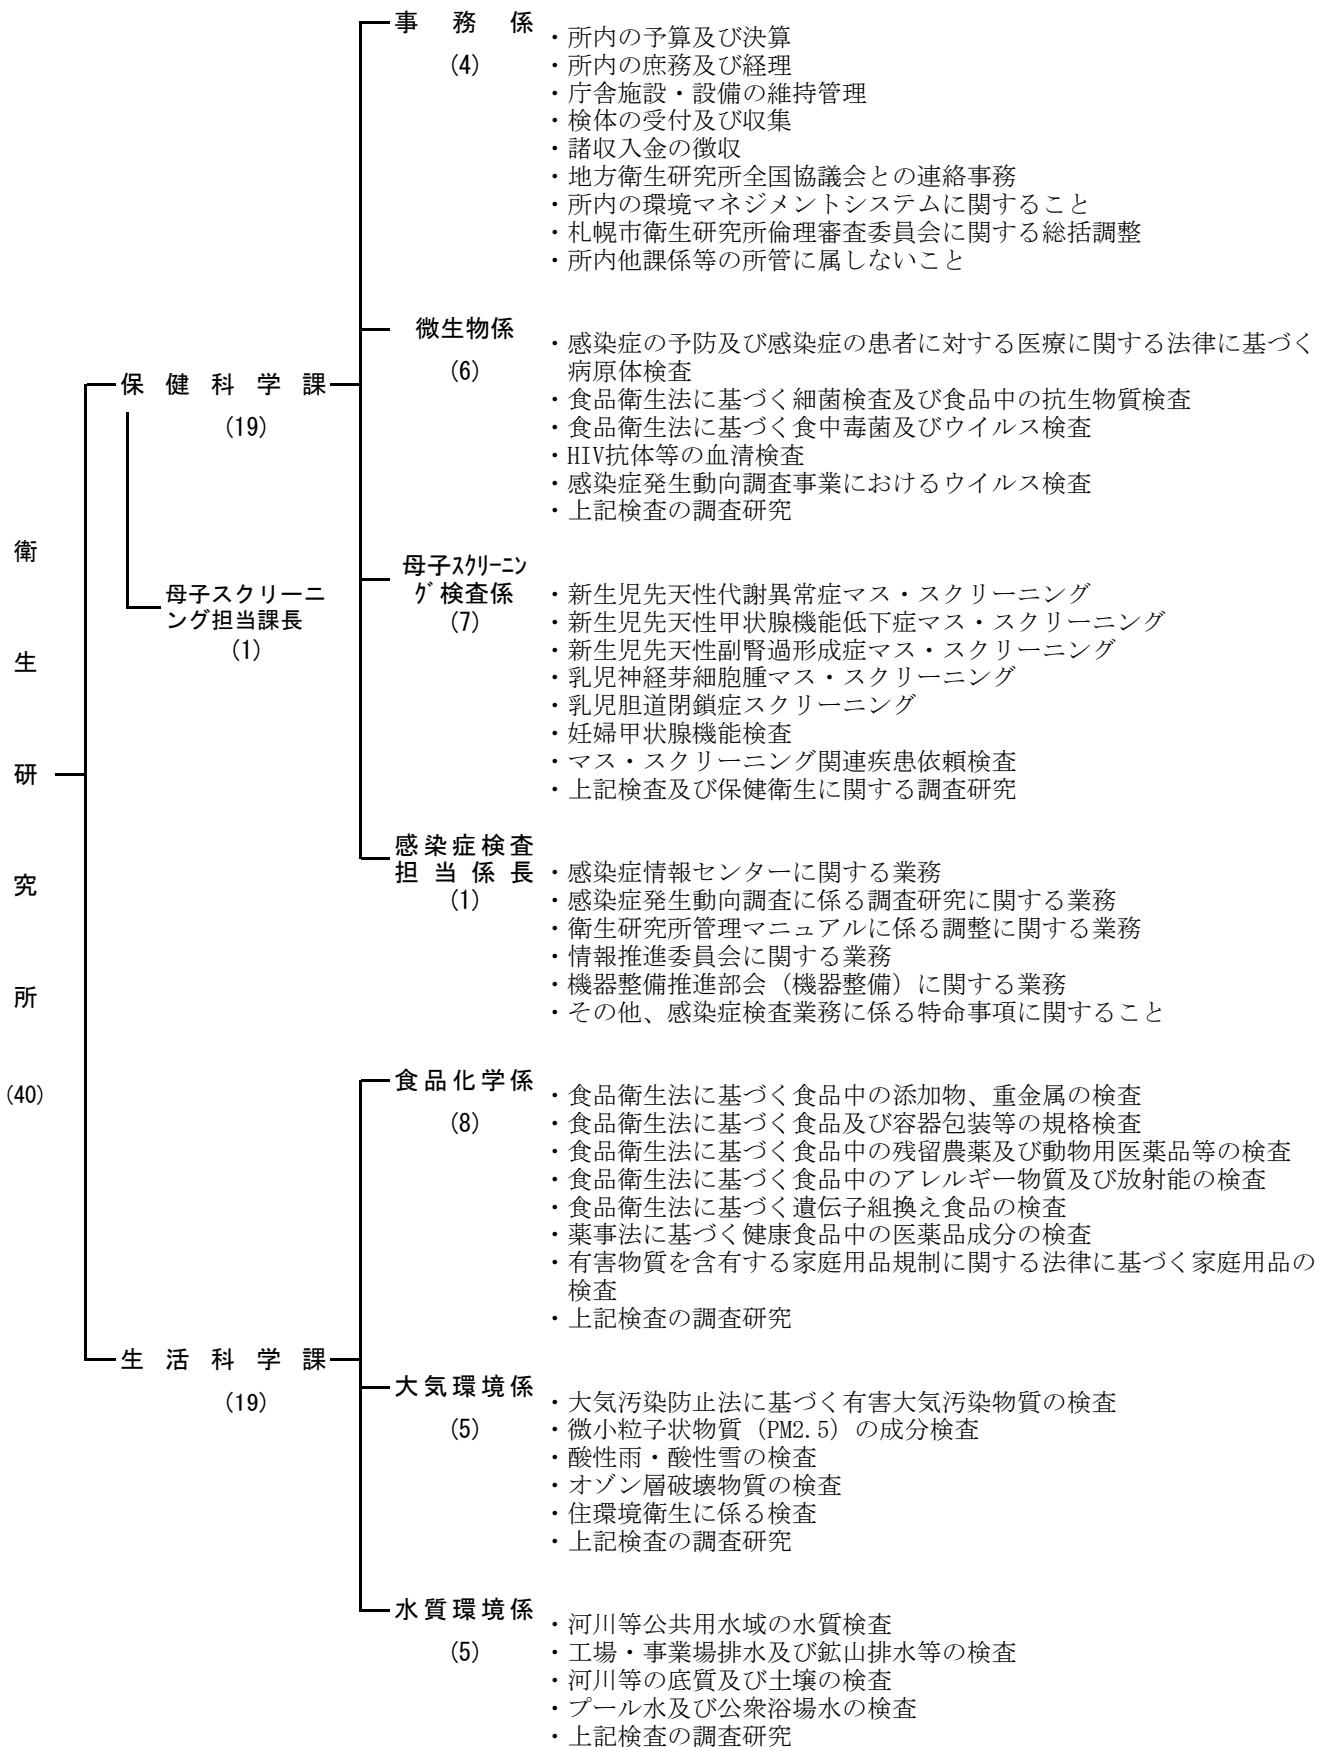 衛生研究所
(40)
保健科学課
(19)
母子スクリーニ
ング担当課長
(1)
事務係
(4)
・所内の予算及び決算
・所内の庶務及び経理
・庁舎施設・設備の維持管理
・検体の受付及び収集
・諸収入金の徴収
・地方衛生研究所全国協議会との連絡事務
・所内の環境マネジメントシステムに関すること
・札幌市衛生研究所倫理審査委員会に関する総括調整
・所内他課係等の所管に属しないこと
微生物係
(6)
・感染症の予防及び感染症の患者に対する医療に関する法律に基づく
病原体検査
・食品衛生法に基づく細菌検査及び食品中の抗生物質検査
・食品衛生法に基づく食中毒菌及びウイルス検査
・HIV抗体等の血清検査
・感染症発生動向調査事業におけるウイルス検査
・上記検査の調査研究
母子ｽｸﾘｰﾆﾝ
ｸﾞ検査係
(7)
・新生児先天性代謝異常症マス・スクリーニング
・新生児先天性甲状腺機能低下症マス・スクリーニング
・新生児先天性副腎過形成症マス・スクリーニング
・乳児神経芽細胞腫マス・スクリーニング
・乳児胆道閉鎖症スクリーニング
・妊婦甲状腺機能検査
・マス・スクリーニング関連疾患依頼検査
・上記検査及び保健衛生に関する調査研究
感染症検査
担当係長
(1)
・感染症情報センターに関する業務
・感染症発生動向調査に係る調査研究に関する業務
・衛生研究所管理マニュアルに係る調整に関する業務
・情報推進委員会に関する業務
・機器整備推進部会（機器整備）に関する業務
・その他、感染症検査業務に係る特命事項に関すること
生活科学課
(19)
食品化学係
(8)
・食品衛生法に基づく食品中の添加物、重金属の検査
・食品衛生法に基づく食品及び容器包装等の規格検査
・食品衛生法に基づく食品中の残留農薬及び動物用医薬品等の検査
・食品衛生法に基づく食品中のアレルギー物質及び放射能の検査
・食品衛生法に基づく遺伝子組換え食品の検査
・薬事法に基づく健康食品中の医薬品成分の検査
・有害物質を含有する家庭用品規制に関する法律に基づく家庭用品の
検査
・上記検査の調査研究
大気環境係
(5)
・大気汚染防止法に基づく有害大気汚染物質の検査
・微小粒子状物質（PM2.5）の成分検査
・酸性雨・酸性雪の検査
・オゾン層破壊物質の検査
・住環境衛生に係る検査
・上記検査の調査研究
水質環境係
(5)
・河川等公共用水域の水質検査
・工場・事業場排水及び鉱山排水等の検査
・河川等の底質及び土壌の検査
・プール水及び公衆浴場水の検査
・上記検査の調査研究